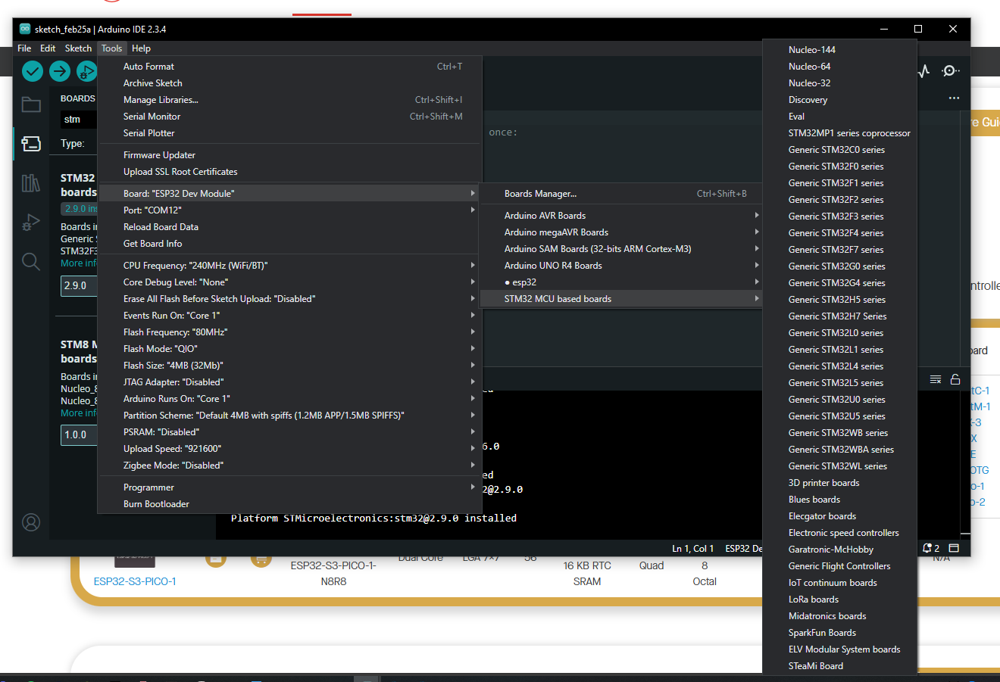 sketch_feb25a | Arduino IDE 2.3.4
File Edit Sketch Tools Help
BOARDS
stm
Type:
STM32
boards
2.9.0 ins
Boards in
Generic S
STM32F3
More info
2.9.0
STM8 M
boards
Boards in
Nucleo_8
Nucleo_8
More info
1.0.0
Auto Format Ctrl+T
Archive Sketch
Manage Libraries... Ctrl+Shift+I
Serial Monitor Ctrl+Shift+M
Serial Plotter
Firmware Updater
Upload SSL Root Certificates
Board: "ESP32 Dev Module"
Port: "COM12"
Reload Board Data
Get Board Info
CPU Frequency: "240MHz (WiFi/BT)"
Core Debug Level: "None"
Erase All Flash Before Sketch Upload: "Disabled"
Events Run On: "Core 1"
Flash Frequency: "80MHz"
Flash Mode: "QIO"
Flash Size: "4MB (32Mb)"
JTAG Adapter: "Disabled"
Arduino Runs On: "Core 1"
Partition Scheme: "Default 4MB with spiffs (1.2MB APP/1.5MB SPIFFS)"
PSRAM: "Disabled"
Upload Speed: "921600"
Zigbee Mode: "Disabled"
Programmer
Burn Bootloader
once:
Boards Manager... Ctrl+Shift+B
Arduino AVR Boards
Arduino megaAVR Boards
Arduino SAM Boards (32-bits ARM Cortex-M3)
Arduino UNO R4 Boards
esp32
STM32 MCU based boards
Nucleo-144
Nucleo-64
Nucleo-32
Discovery
Eval
STM32MP1 series coprocessor
Generic STM32C0 series
Generic STM32F0 series
Generic STM32F1 series
Generic STM32F2 series
Generic STM32F3 series
Generic STM32F4 series
Generic STM32F7 series
Generic STM32G0 series
Generic STM32G4 series
Generic STM32H5 series
Generic STM32H7 Series
Generic STM32L0 series
Generic STM32L1 series
Generic STM32L4 series
Generic STM32L5 series
Generic STM32U0 series
Generic STM32U5 series
Generic STM32WB series
Generic STM32WBA series
Generic STM32WL series
3D printer boards
Blues boards
Elecgator boards
Electronic speed controllers
Garatronic-McHobby
Generic Flight Controllers
IoT continuum boards
LoRa boards
Midatronics boards
SparkFun Boards
ELV Modular System boards
STeaMi Board
ed
6.0
ed
2@2.9.0
Platform STMicroelectronics:stm32@2.9.0 installed
Ln 1, Col 1 ESP32 De
2
re Gui
ntrolle
oard
tC-1
tM-1
-3
X
E
OTG
o-1
o-2
N/A
ESP32-S3-PICO-1
ESP32-S3-PICO-1-
N8R8
Dual Core
LGA 7×7
56
16 KB RTC
SRAM
Quad
8
Octal